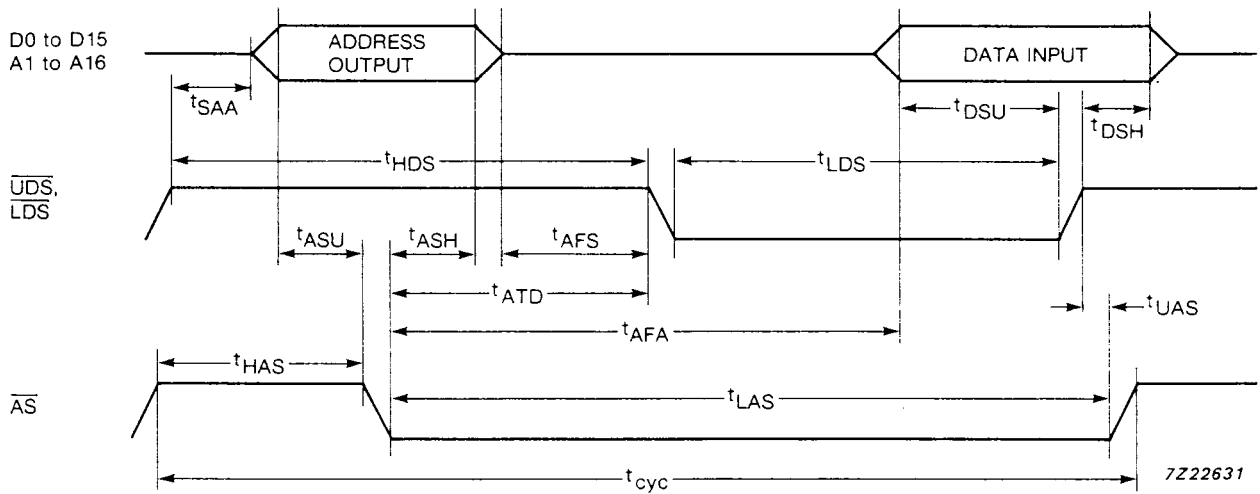 D0 to D15
A1 to A16
ADDRESS
OUTPUT
DATA INPUT
tSAA
tDSU
tDSH
tHDS
tLDS
UDS,
LDS
tASU
tASH
tAFS
tATD
tUAS
tAFA
tHAS
AS
tLAS
tcyc
7Z22631